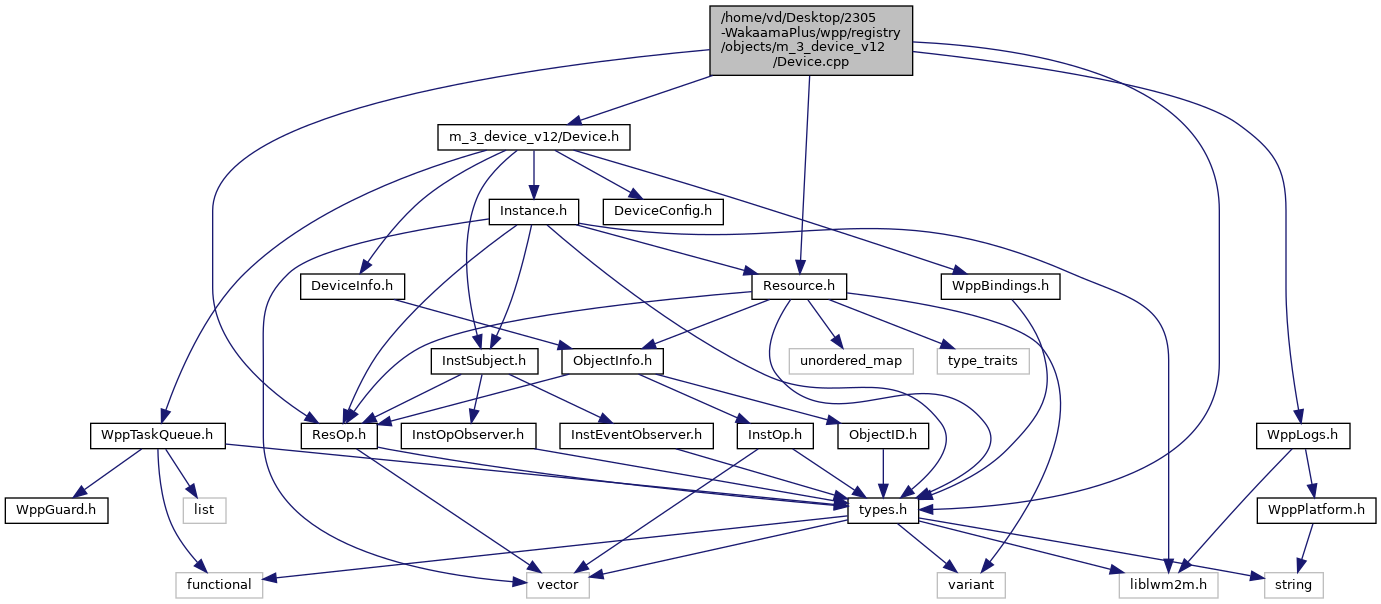 /home/vd/Desktop/2305
-WakaamaPlus/wpp/registry
/objects/m_3_device_v12
/Device.cpp
m_3_device_v12/Device.h
Instance.h
DeviceConfig.h
DeviceInfo.h
Resource.h
WppBindings.h
InstSubject.h
ObjectInfo.h
unordered_map
type_traits
WppTaskQueue.h
ResOp.h
InstOpObserver.h
InstEventObserver.h
InstOp.h
ObjectID.h
WppLogs.h
WppGuard.h
list
types.h
WppPlatform.h
functional
vector
variant
liblwm2m.h
string